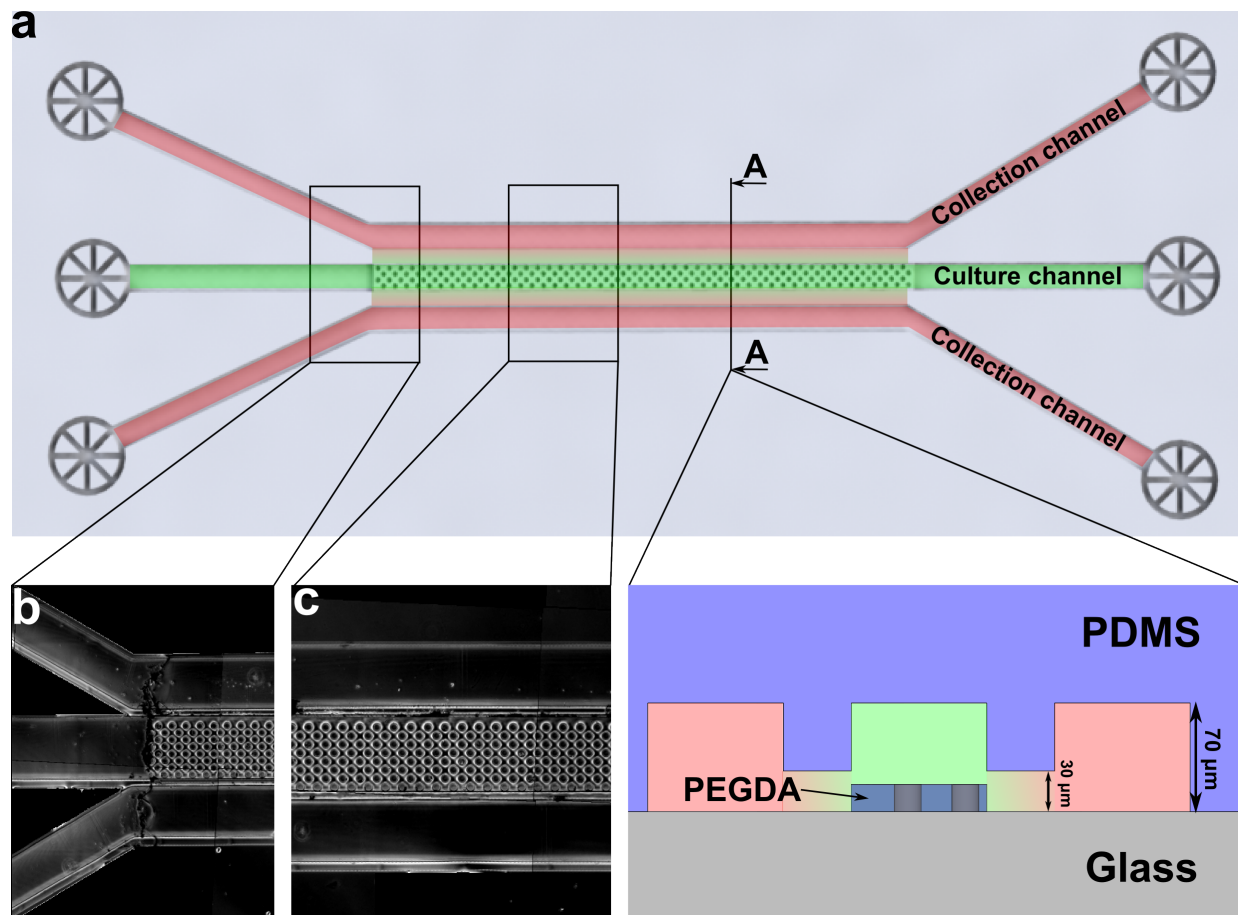 a
Collection channel
A
Culture channel
A
Collection channel
b
c
PDMS
70 µm
30 µm
PEGDA
Glass